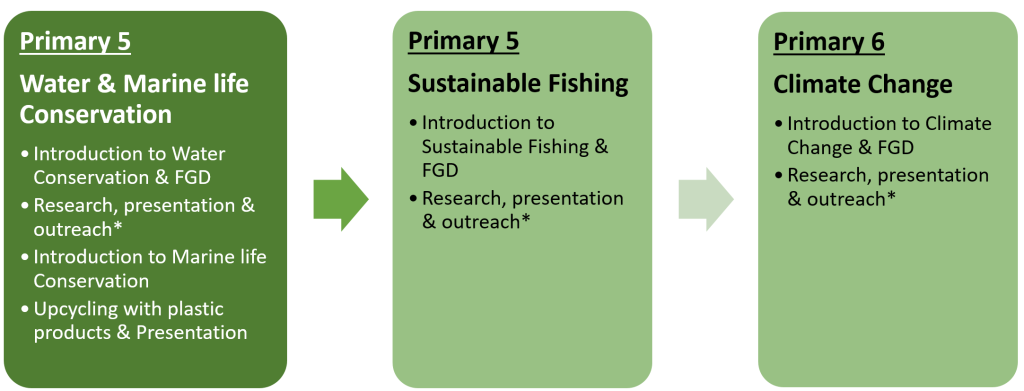 Primary 5
Water & Marine life
Conservation
• Introduction to Water
Conservation & FGD
• Research, presentation &
outreach*
• Introduction to Marine life
Conservation
• Upcycling with plastic
products & Presentation
Primary 5
Sustainable Fishing
• Introduction to
Sustainable Fishing &
FGD
• Research, presentation
& outreach*
Primary 6
Climate Change
• Introduction to Climate
Change & FGD
• Research, presentation
& outreach*